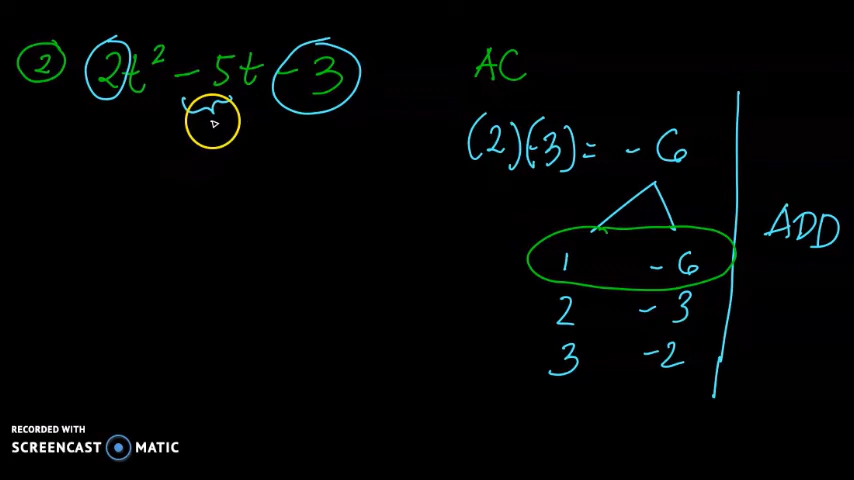 2 2t² - 5t - 3
AC
(2)(-3) = - 6
ADD
1 - 6
2 - 3
3 - 2
RECORDED WITH
SCREENCAST MATIC